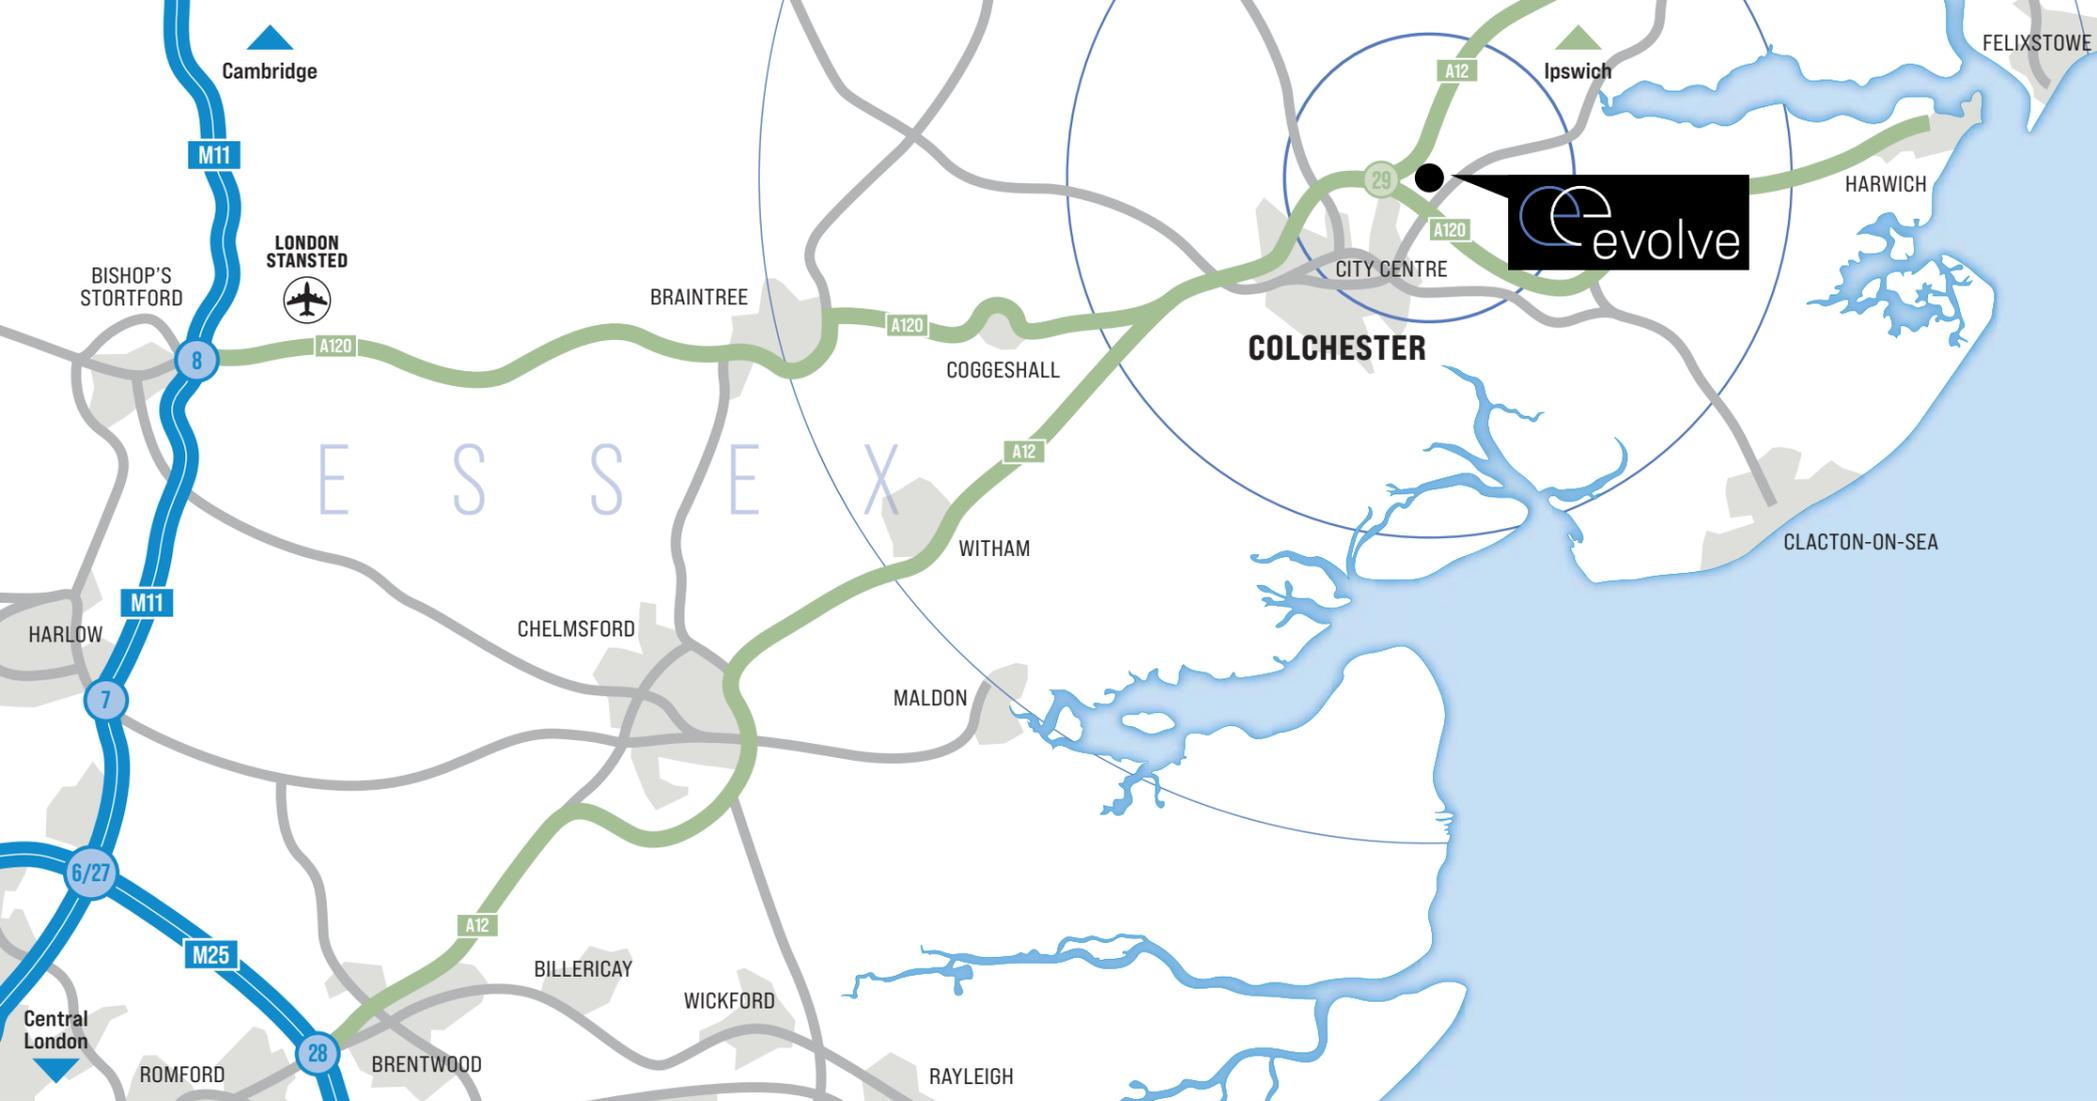 FELIXSTOWE
Cambridge
A12
Ipswich
M11
29
HARWICH
A120
evolve
LONDON
STANSTED
BISHOP'S
STORTFORD
CITY CENTRE
BRAINTREE
A120
A120
8
COLCHESTER
COGGESHALL
ESSEX
A12
WITHAM
CLACTON-ON-SEA
M11
HARLOW
CHELMSFORD
7
MALDON
6/27
A12
M25
BILLERICAY
WICKFORD
Central
London
28
BRENTWOOD
ROMFORD
RAYLEIGH